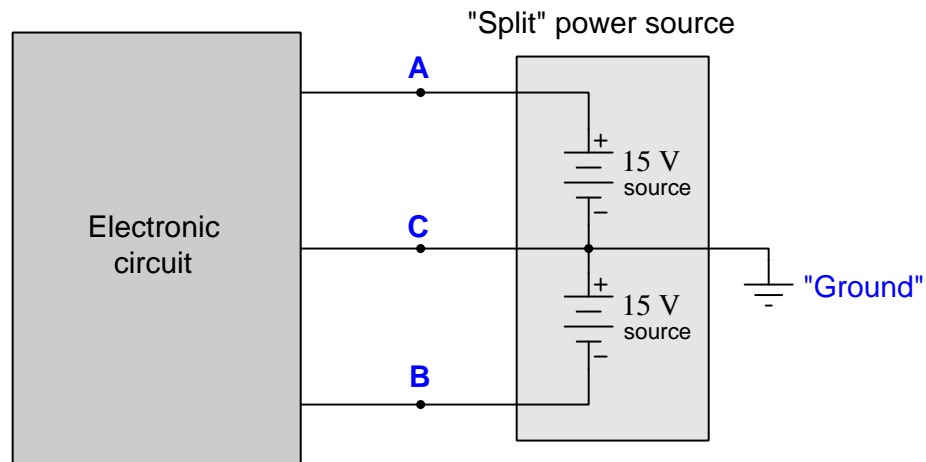 "Split" power source
A
+
15 V
source
−
Electronic
circuit
C
"Ground"
+
15 V
source
−
B